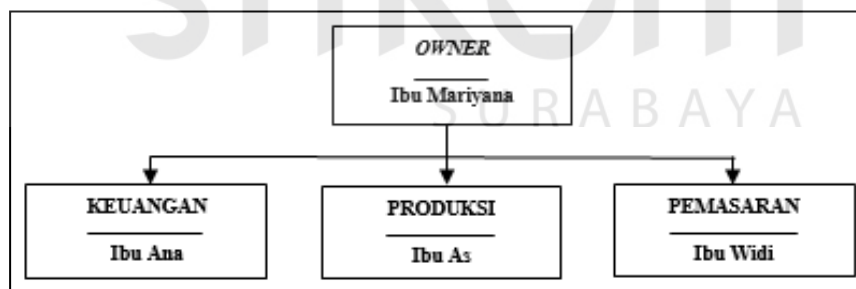 OWNER
Ibu Mariyana
SURABAYA
KEUANGAN
Ibu Ana
PRODUKSI
Ibu As
PEMASARAN
Ibu Widi